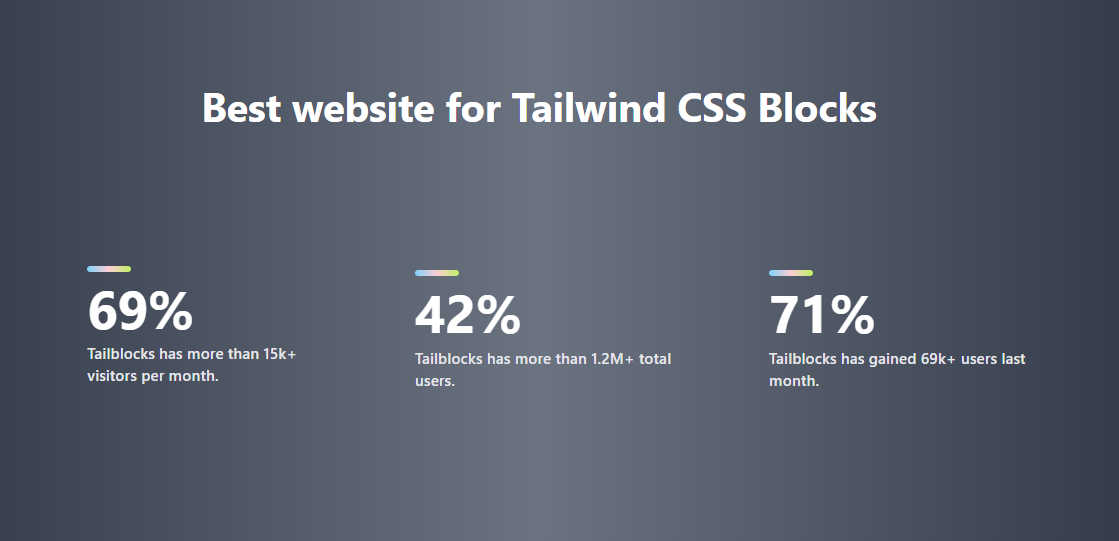 Best website for Tailwind CSS Blocks
69%
Tailblocks has more than 15k+
visitors per month.
42%
Tailblocks has more than 1.2M+ total
users.
71%
Tailblocks has gained 69k+ users last
month.